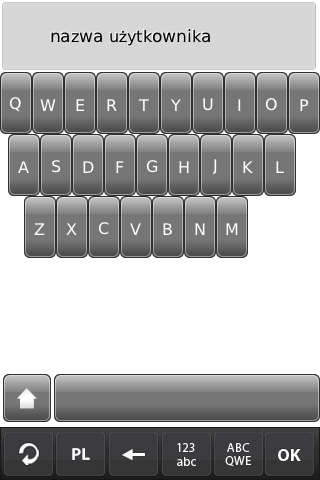 nazwa użytkownika
Q W E R T Y U I O P
A S D F G H J K L
Z X C V B N M
PL 123 ABC OK
abc QWE